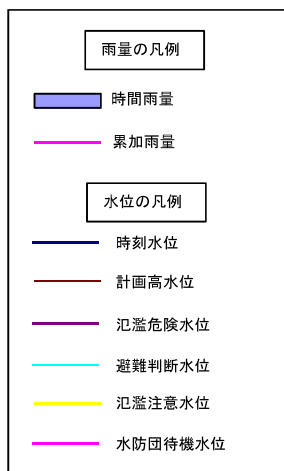 雨量の凡例
時間雨量
累加雨量
水位の凡例
時刻水位
計画高水位
氾濫危険水位
避難判断水位
氾濫注意水位
水防団待機水位